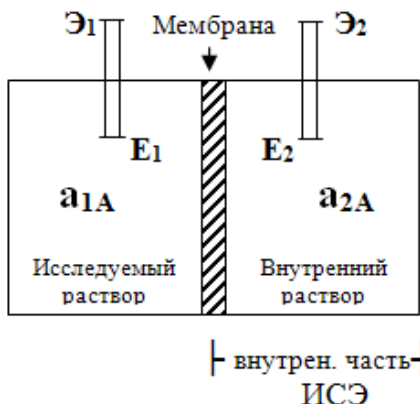 Э1 Мембрана Э2
E1 E2
a1A a2A
Исследуемый Внутренний
раствор раствор
внутрен. часть
ИСЭ